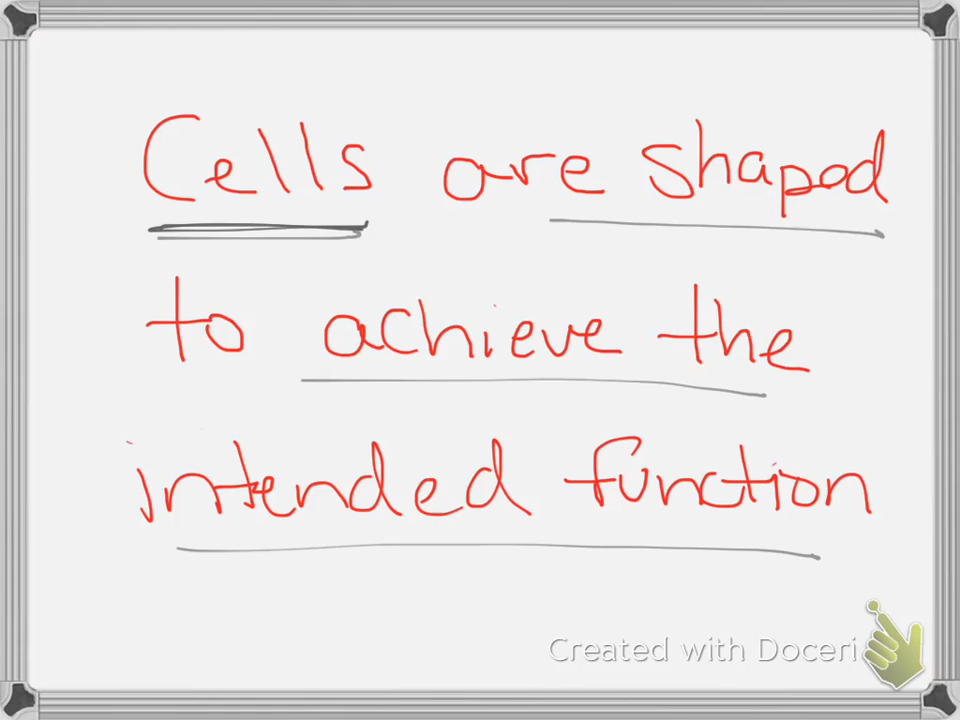 Cells are shaped
to achieve the
intended function
Created with Doceri